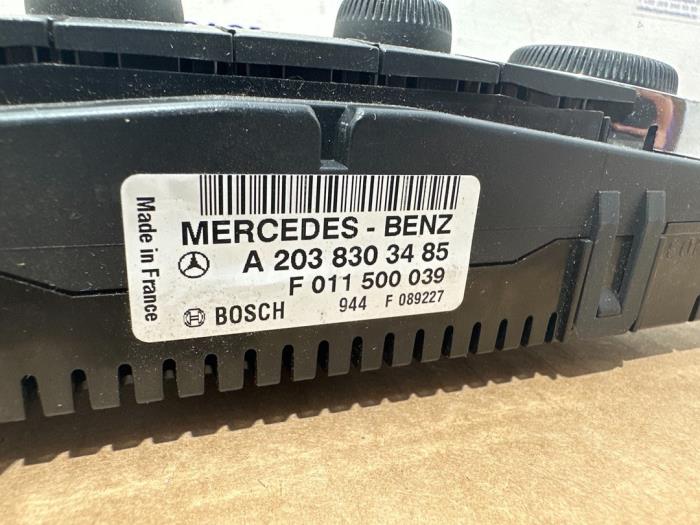 MERCEDES - BENZ
A 203 830 34 85
F 011 500 039
BOSCH 944 F 089227
Made in France